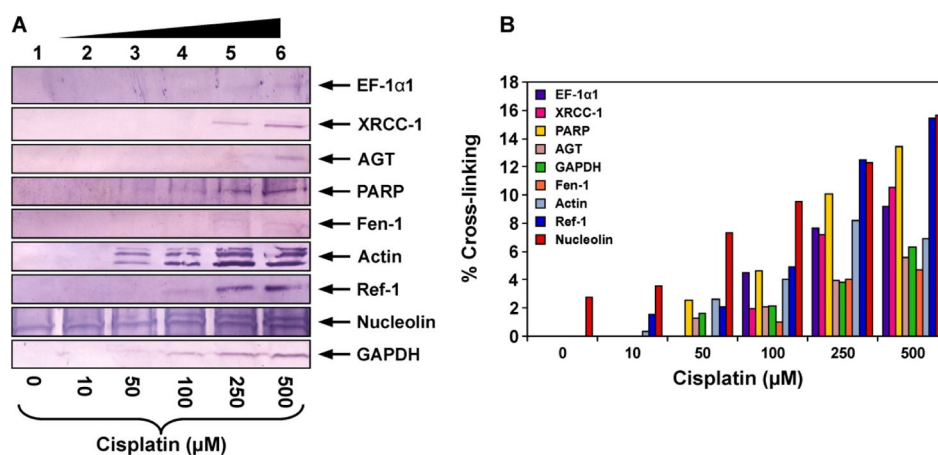 A
1 2 3 4 5 6
EF-1α1
XRCC-1
AGT
PARP
Fen-1
Actin
Ref-1
Nucleolin
GAPDH
0 10 50 100 250 500
Cisplatin (µM)
B
18
16
14
12
10
8
6
4
2
0
% Cross-linking
EF-1α1
XRCC-1
PARP
AGT
GAPDH
Fen-1
Actin
Ref-1
Nucleolin
0 10 50 100 250 500
Cisplatin (µM)